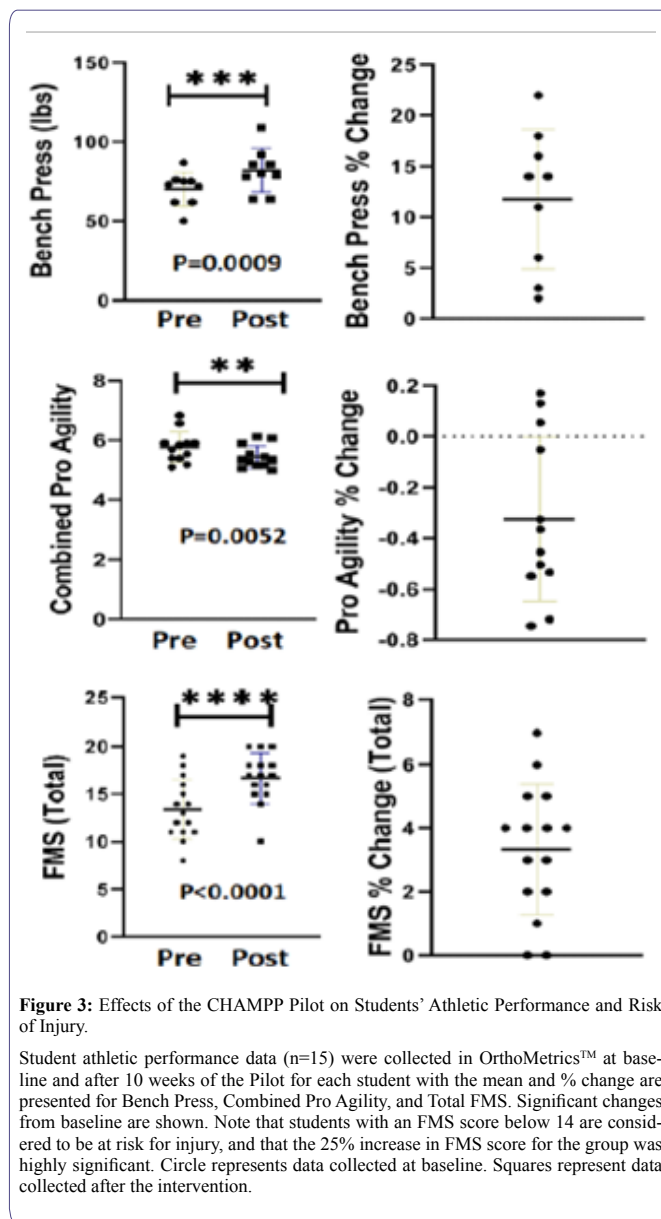 Bench Press (lbs)
150
100
50
0
***
P=0.0009
Pre Post
Bench Press % Change
25
20
15
10
5
0
Combined Pro Agility
8
6
4
2
0
**
P=0.0052
Pre Post
Pro Agility % Change
0.2
0.0
-0.2
-0.4
-0.6
-0.8
FMS (Total)
25
20
15
10
5
0
****
P<0.0001
Pre Post
FMS % Change (Total)
8
6
4
2
0
Figure 3: Effects of the CHAMPP Pilot on Students’ Athletic Performance and Risk
of Injury.
Student athletic performance data (n=15) were collected in OrthoMetrics™ at base-
line and after 10 weeks of the Pilot for each student with the mean and % change are
presented for Bench Press, Combined Pro Agility, and Total FMS. Significant changes
from baseline are shown. Note that students with an FMS score below 14 are consid-
ered to be at risk for injury, and that the 25% increase in FMS score for the group was
highly significant. Circle represents data collected at baseline. Squares represent data
collected after the intervention.